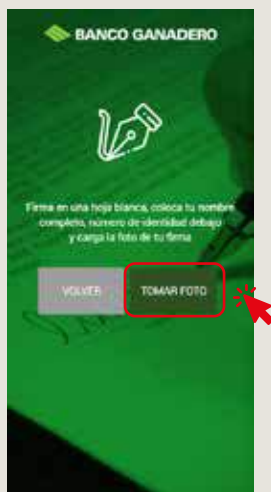 BANCO GANADERO
Firma en una hoja blanca, coloca tu nombre
completo, número de identidad debajo
y carga la foto de tu firma
VOLVER
TOMAR FOTO